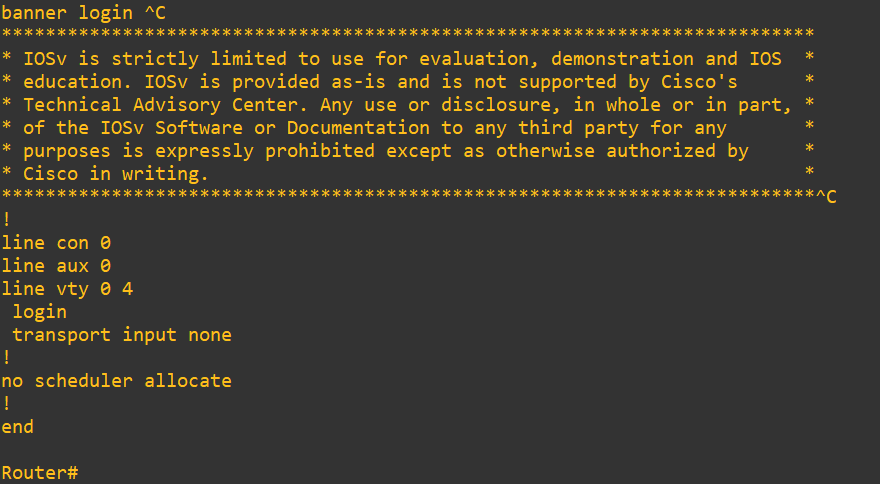 banner login ^C
**************************************************************************
* IOSv is strictly limited to use for evaluation, demonstration and IOS  *
* education. IOSv is provided as-is and is not supported by Cisco's      *
* Technical Advisory Center. Any use or disclosure, in whole or in part, *
* of the IOSv Software or Documentation to any third party for any       *
* purposes is expressly prohibited except as otherwise authorized by     *
* Cisco in writing.                                                      *
**************************************************************************^C
!
line con 0
line aux 0
line vty 0 4
 login
 transport input none
!
no scheduler allocate
!
end

Router#